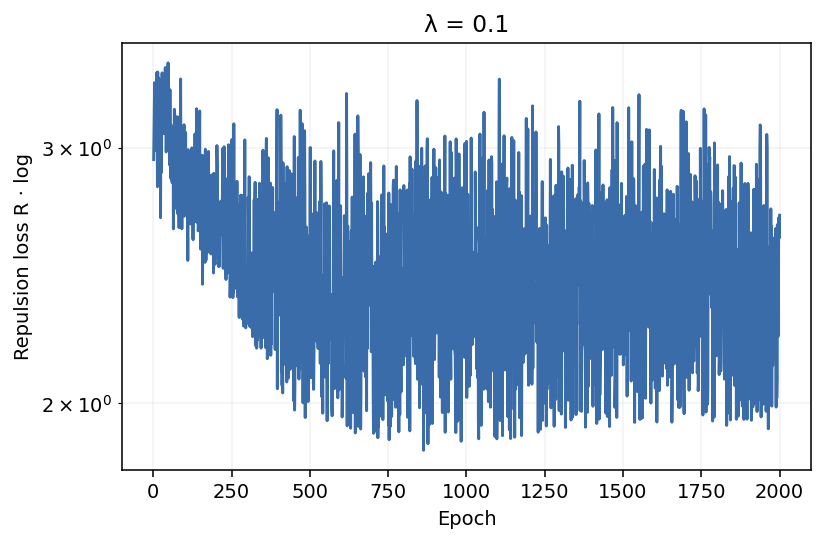 λ = 0.1
Repulsion loss R · log
3 × 10⁰
2 × 10⁰
0 250 500 750 1000 1250 1500 1750 2000
Epoch